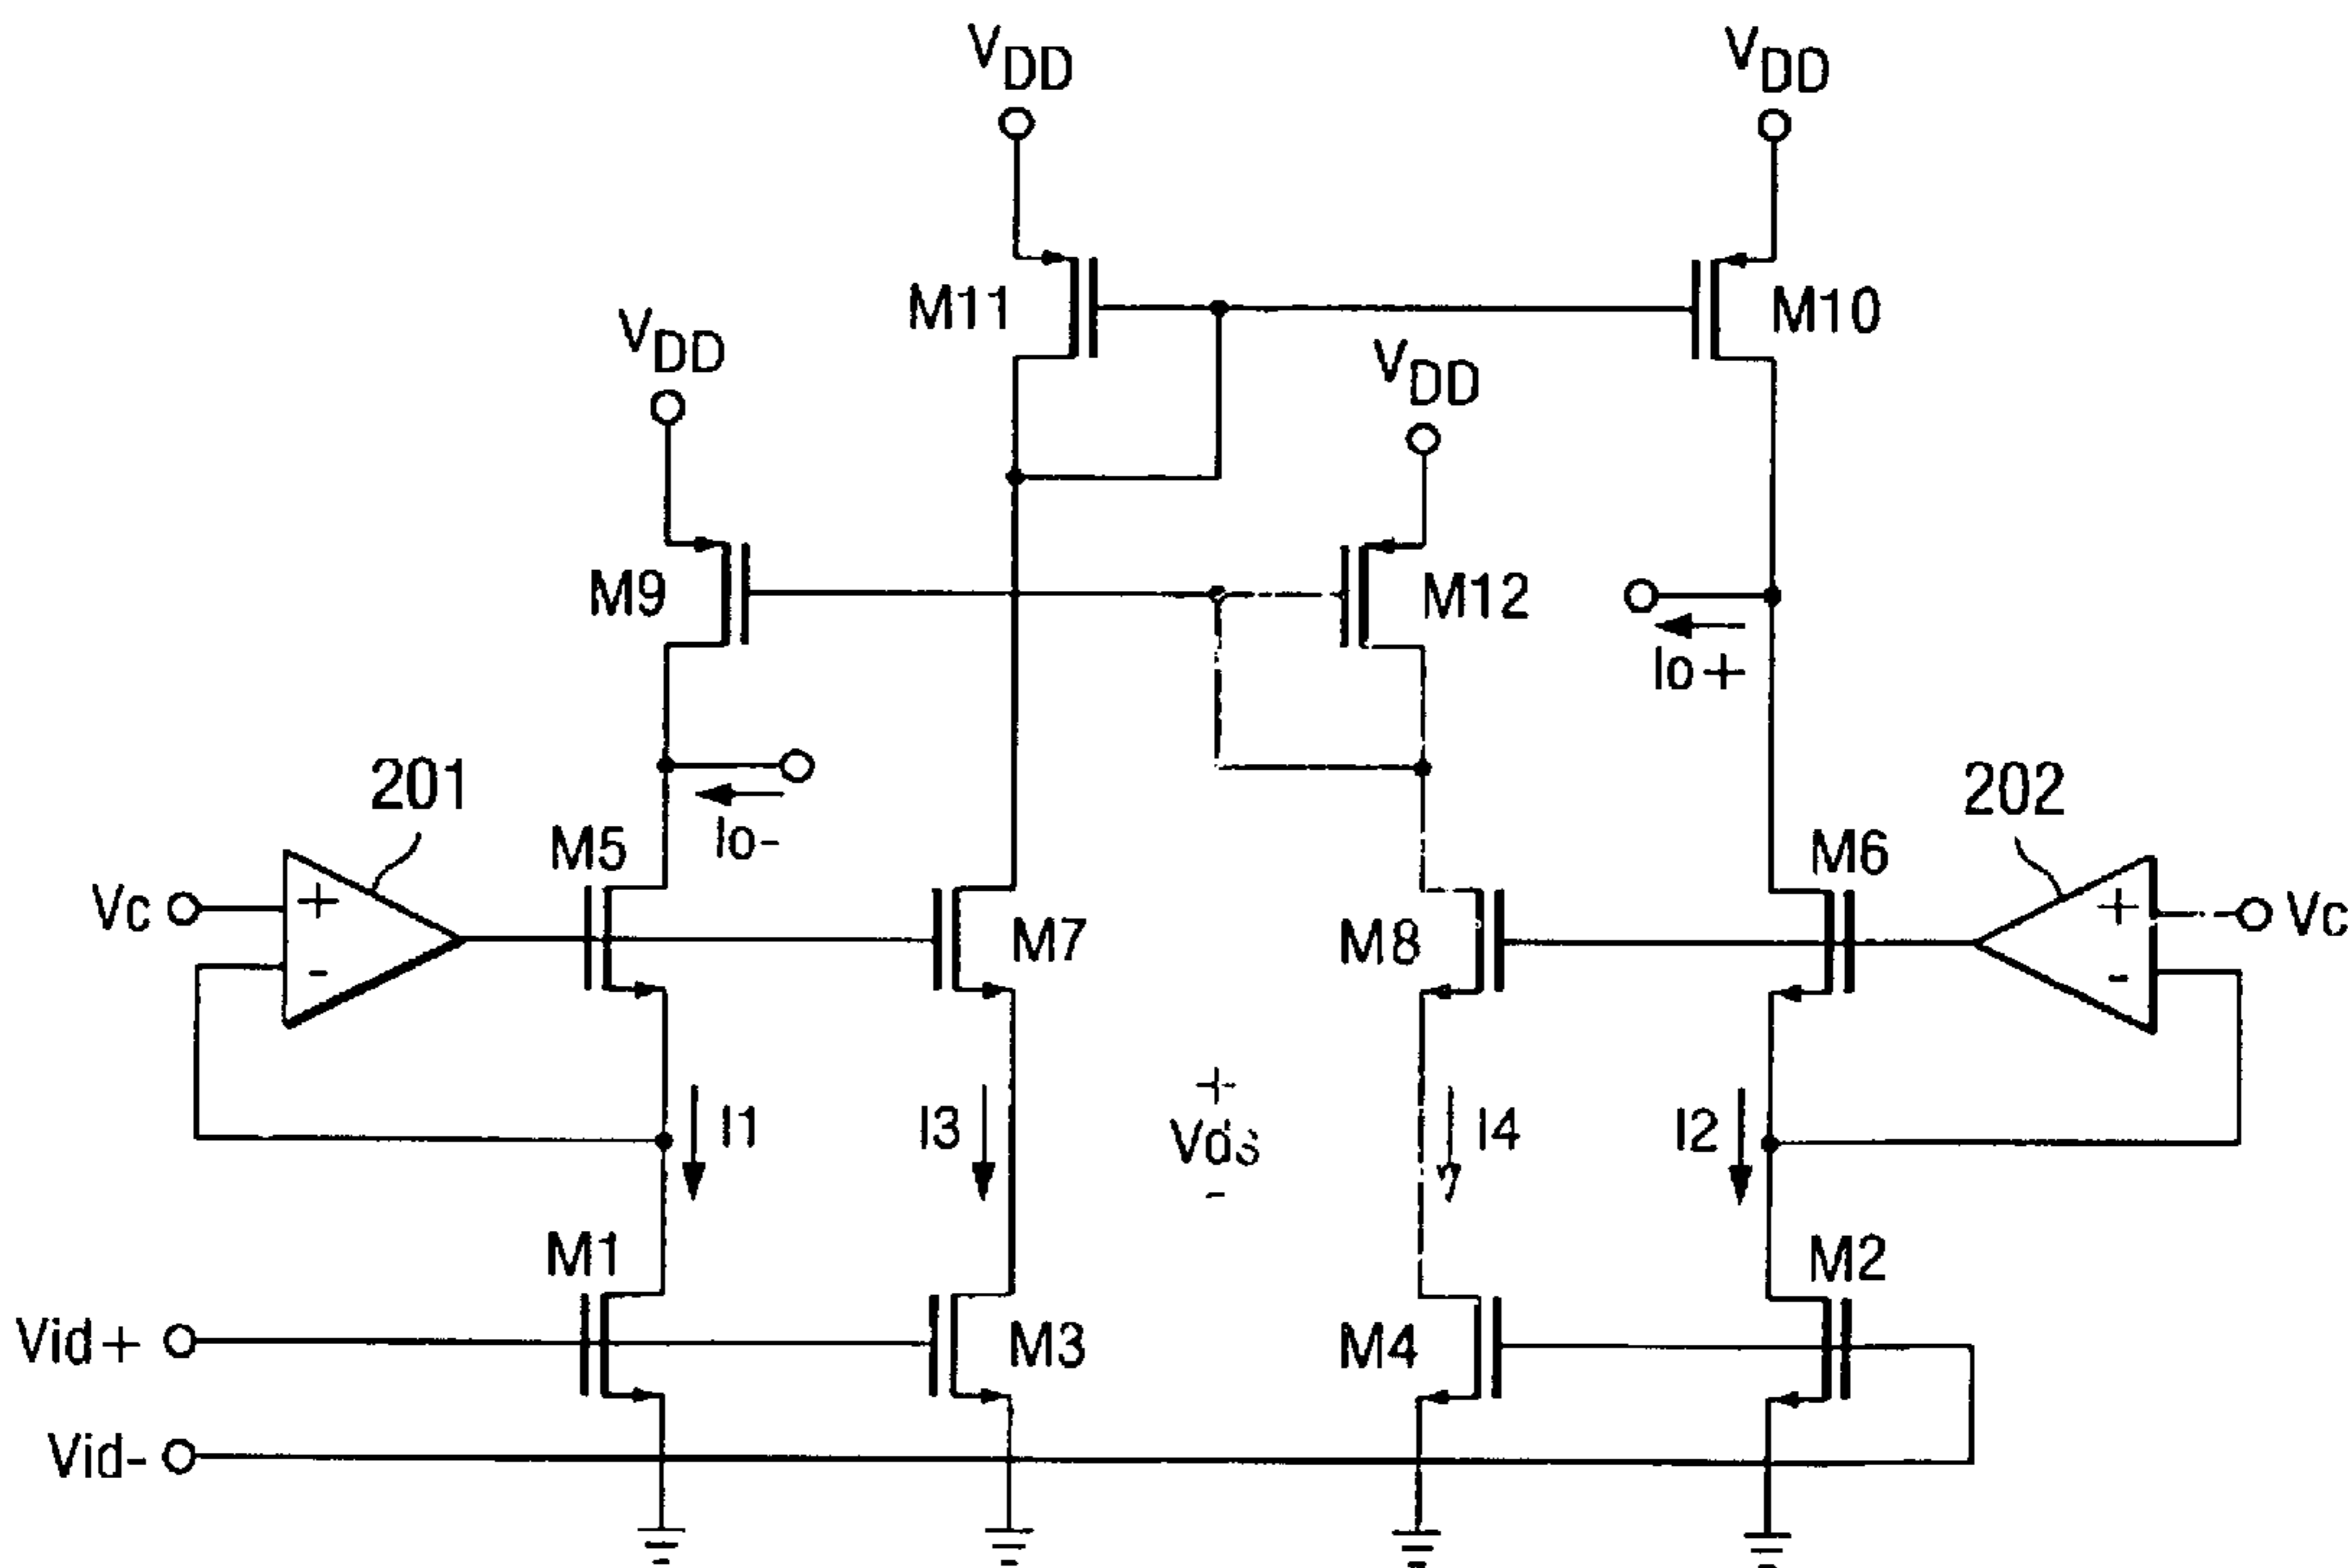 VDD
VDD
M11
M10
VDD
VDD
M9
M12
Io+
201
202
M5
Io-
M6
Vc
+
-
M7
M8
+
-
Vc
I1
I3
+
Vds
-
I4
I2
M1
M2
Vid+
M3
M4
Vid-